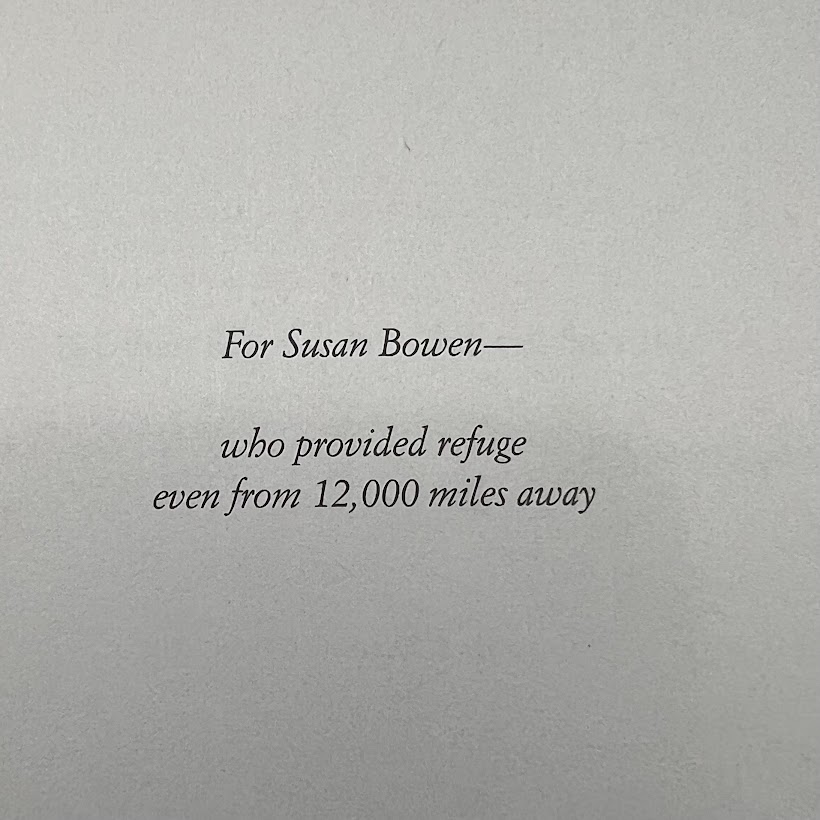 For Susan Bowen—
who provided refuge
even from 12,000 miles away